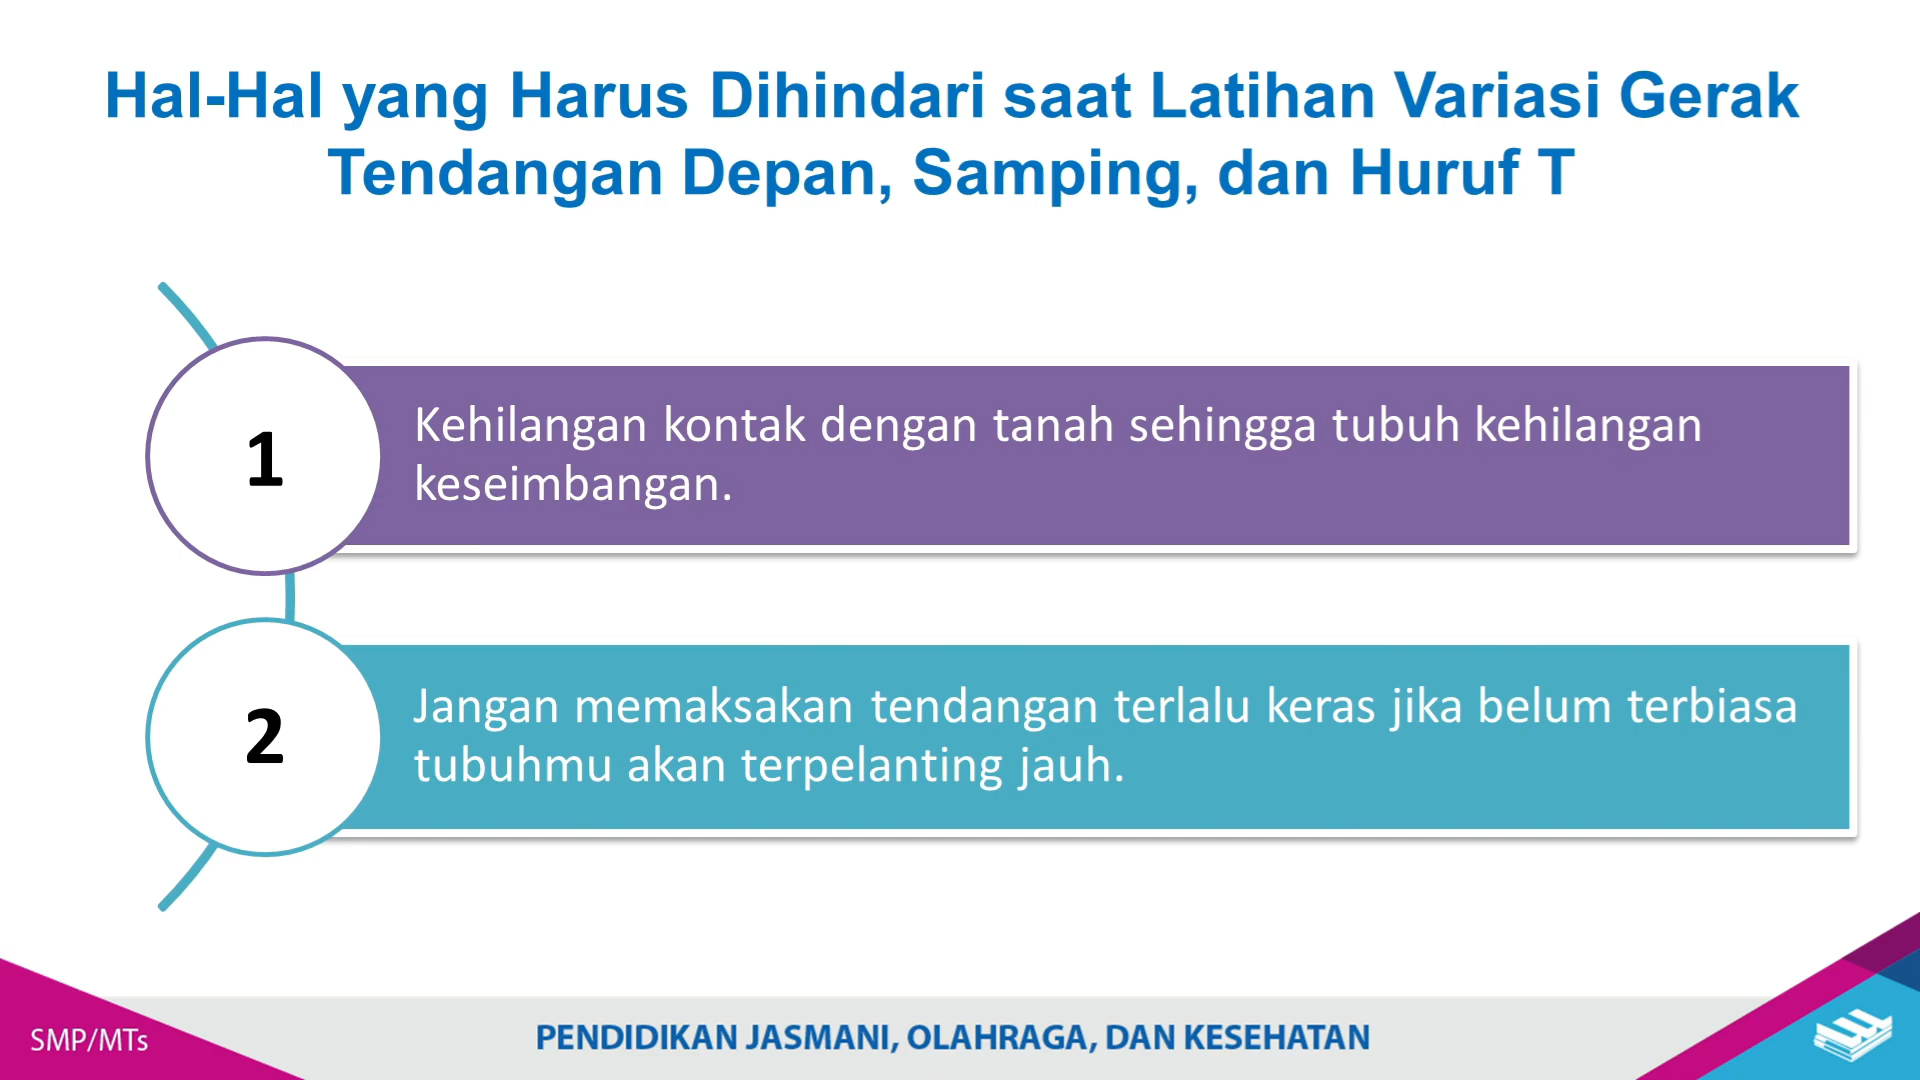 Hal-Hal yang Harus Dihindari saat Latihan Variasi Gerak
Tendangan Depan, Samping, dan Huruf T
1
Kehilangan kontak dengan tanah sehingga tubuh kehilangan
keseimbangan.
2
Jangan memaksakan tendangan terlalu keras jika belum terbiasa
tubuhmu akan terpelanting jauh.
SMP/MTs
PENDIDIKAN JASMANI, OLAHRAGA, DAN KESEHATAN